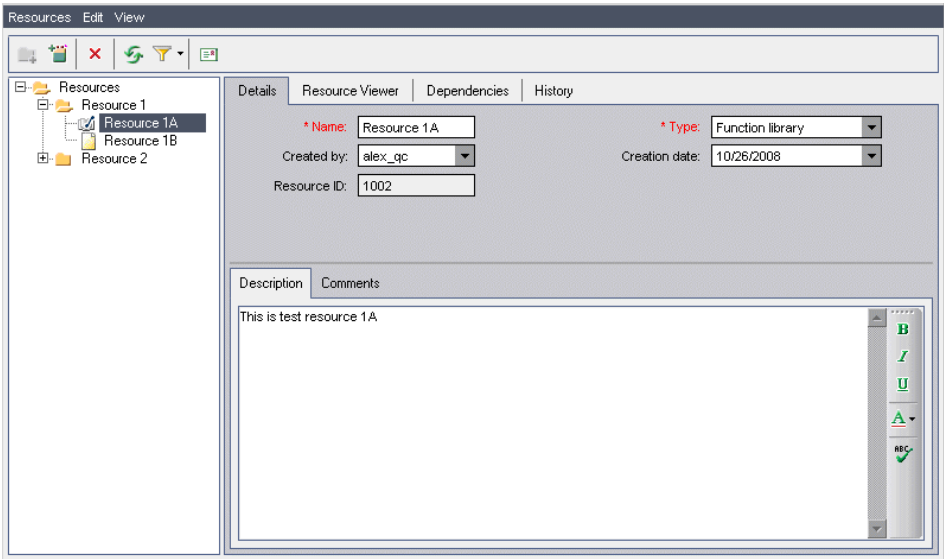 Resources Edit View
Resources
Resource 1
Resource 1A
Resource 1B
Resource 2
Details Resource Viewer Dependencies History
* Name: Resource 1A * Type: Function library
Created by: alex_qc Creation date: 10/26/2008
Resource ID: 1002
Description Comments
This is test resource 1A
B
I
U
A
ABC